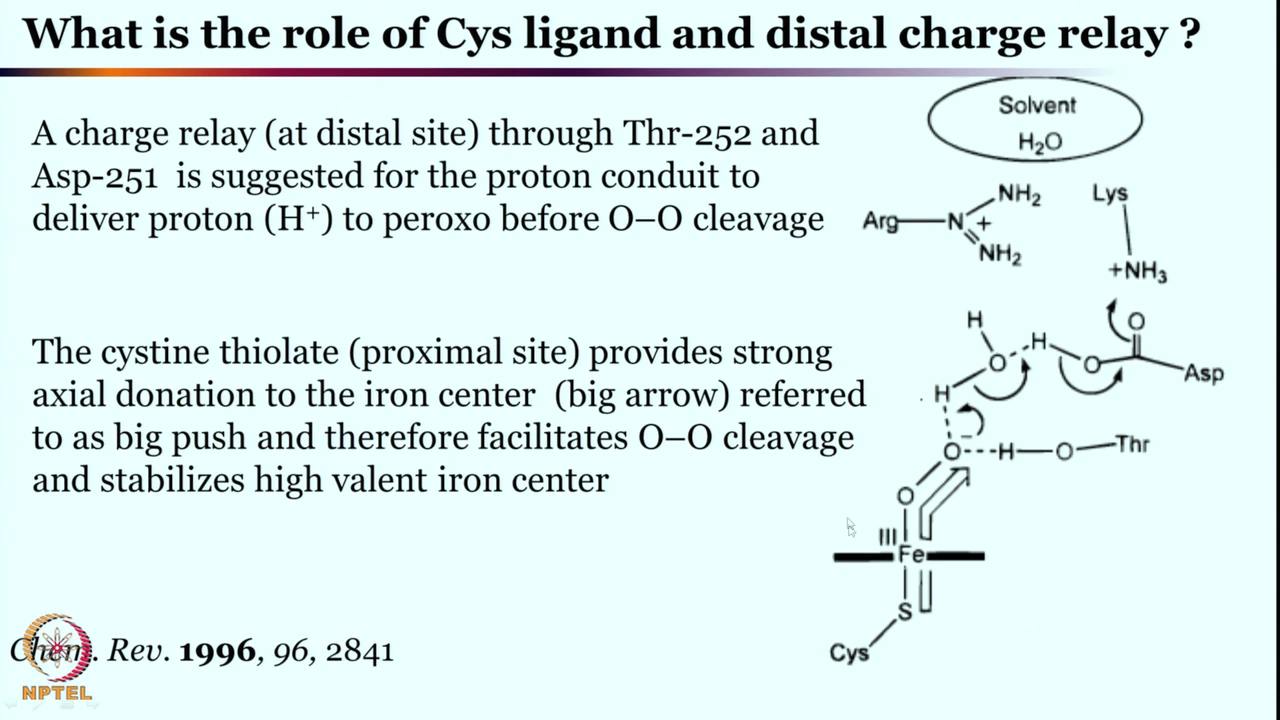 What is the role of Cys ligand and distal charge relay ?
A charge relay (at distal site) through Thr-252 and
Asp-251 is suggested for the proton conduit to
deliver proton (H⁺) to peroxo before O–O cleavage
The cystine thiolate (proximal site) provides strong
axial donation to the iron center (big arrow) referred
to as big push and therefore facilitates O–O cleavage
and stabilizes high valent iron center
Chem. Rev. 1996, 96, 2841
NPTEL
Solvent
H₂O
NH₂
Lys
Arg
N +
NH₂
+NH₃
H
H
O
O
O
Asp
H
O
H
O
Thr
O
III
Fe
S
Cys